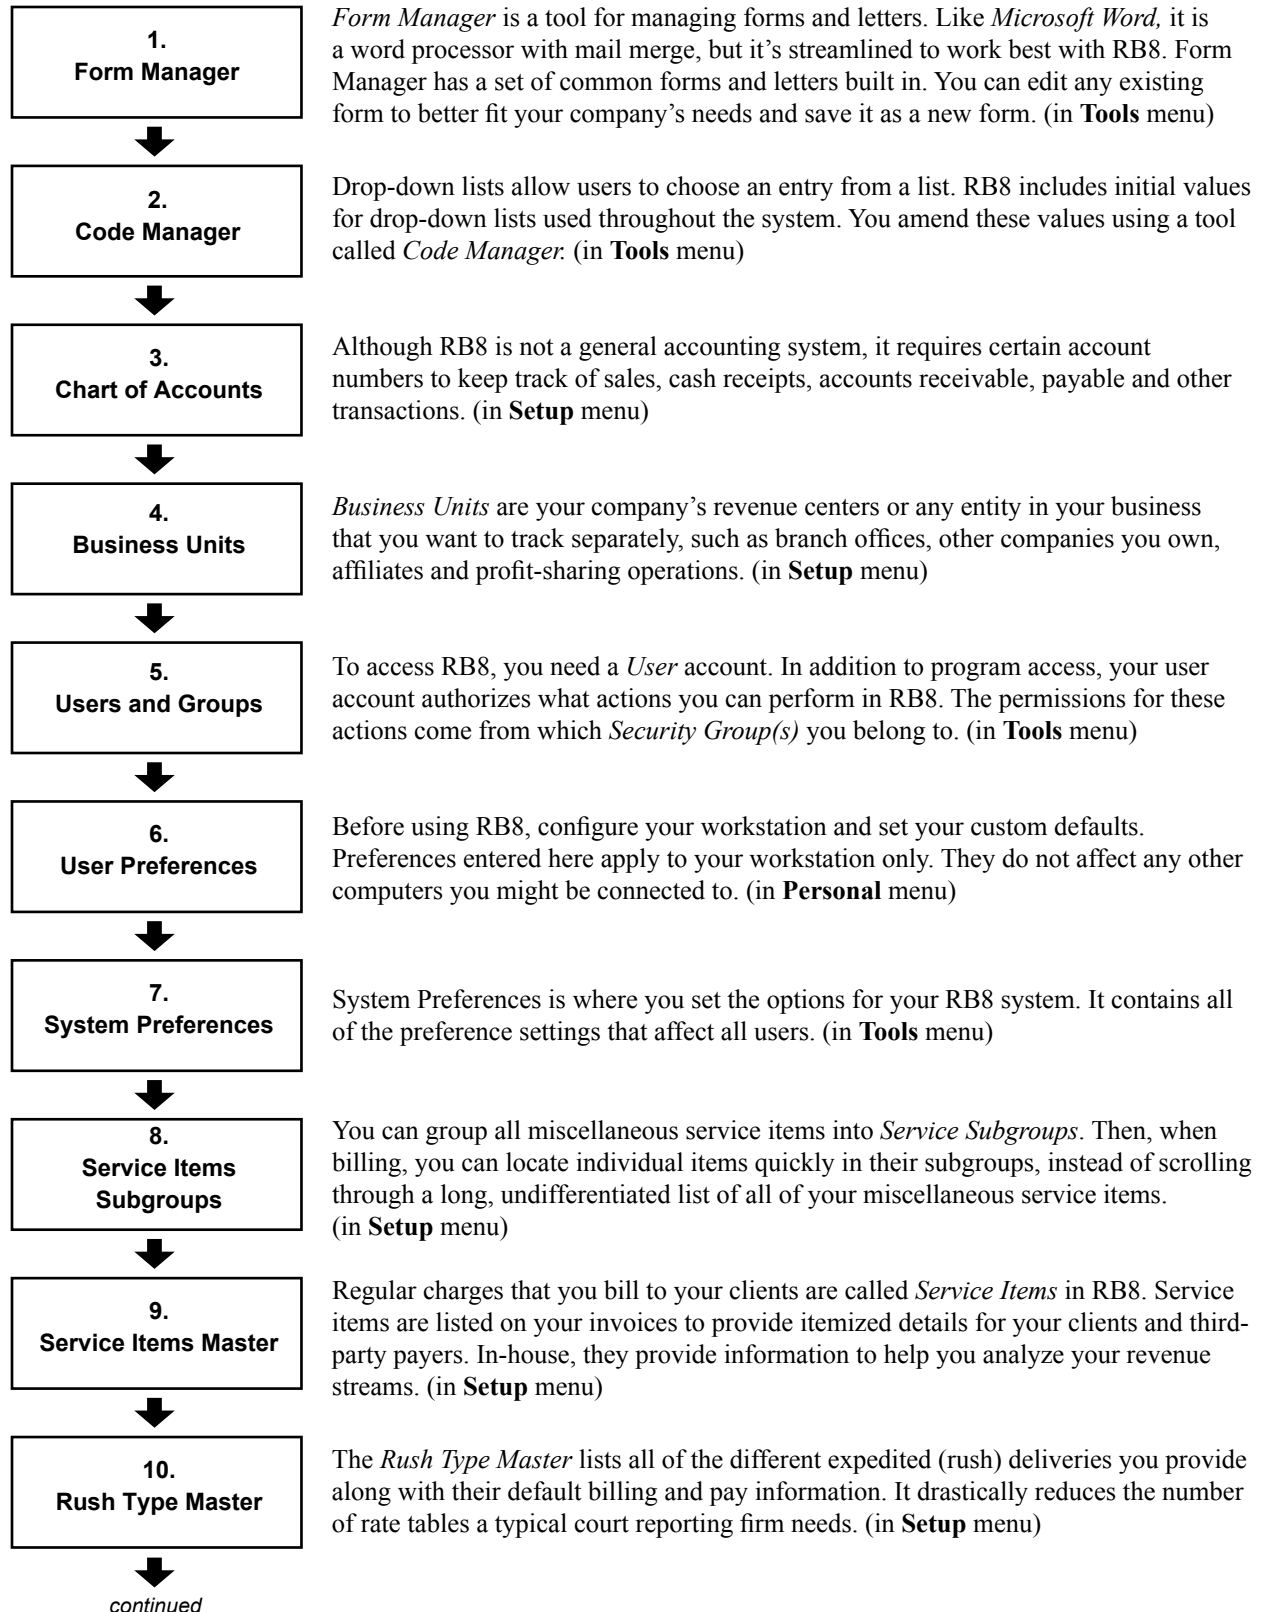 1.
Form Manager
Form Manager is a tool for managing forms and letters. Like Microsoft Word, it is
a word processor with mail merge, but it’s streamlined to work best with RB8. Form
Manager has a set of common forms and letters built in. You can edit any existing
form to better fit your company’s needs and save it as a new form. (in Tools menu)
2.
Code Manager
Drop-down lists allow users to choose an entry from a list. RB8 includes initial values
for drop-down lists used throughout the system. You amend these values using a tool
called Code Manager. (in Tools menu)
3.
Chart of Accounts
Although RB8 is not a general accounting system, it requires certain account
numbers to keep track of sales, cash receipts, accounts receivable, payable and other
transactions. (in Setup menu)
4.
Business Units
Business Units are your company’s revenue centers or any entity in your business
that you want to track separately, such as branch offices, other companies you own,
affiliates and profit-sharing operations. (in Setup menu)
5.
Users and Groups
To access RB8, you need a User account. In addition to program access, your user
account authorizes what actions you can perform in RB8. The permissions for these
actions come from which Security Group(s) you belong to. (in Tools menu)
6.
User Preferences
Before using RB8, configure your workstation and set your custom defaults.
Preferences entered here apply to your workstation only. They do not affect any other
computers you might be connected to. (in Personal menu)
7.
System Preferences
System Preferences is where you set the options for your RB8 system. It contains all
of the preference settings that affect all users. (in Tools menu)
8.
Service Items
Subgroups
You can group all miscellaneous service items into Service Subgroups. Then, when
billing, you can locate individual items quickly in their subgroups, instead of scrolling
through a long, undifferentiated list of all of your miscellaneous service items.
(in Setup menu)
9.
Service Items Master
Regular charges that you bill to your clients are called Service Items in RB8. Service
items are listed on your invoices to provide itemized details for your clients and third-
party payers. In-house, they provide information to help you analyze your revenue
streams. (in Setup menu)
10.
Rush Type Master
The Rush Type Master lists all of the different expedited (rush) deliveries you provide
along with their default billing and pay information. It drastically reduces the number
of rate tables a typical court reporting firm needs. (in Setup menu)
continued